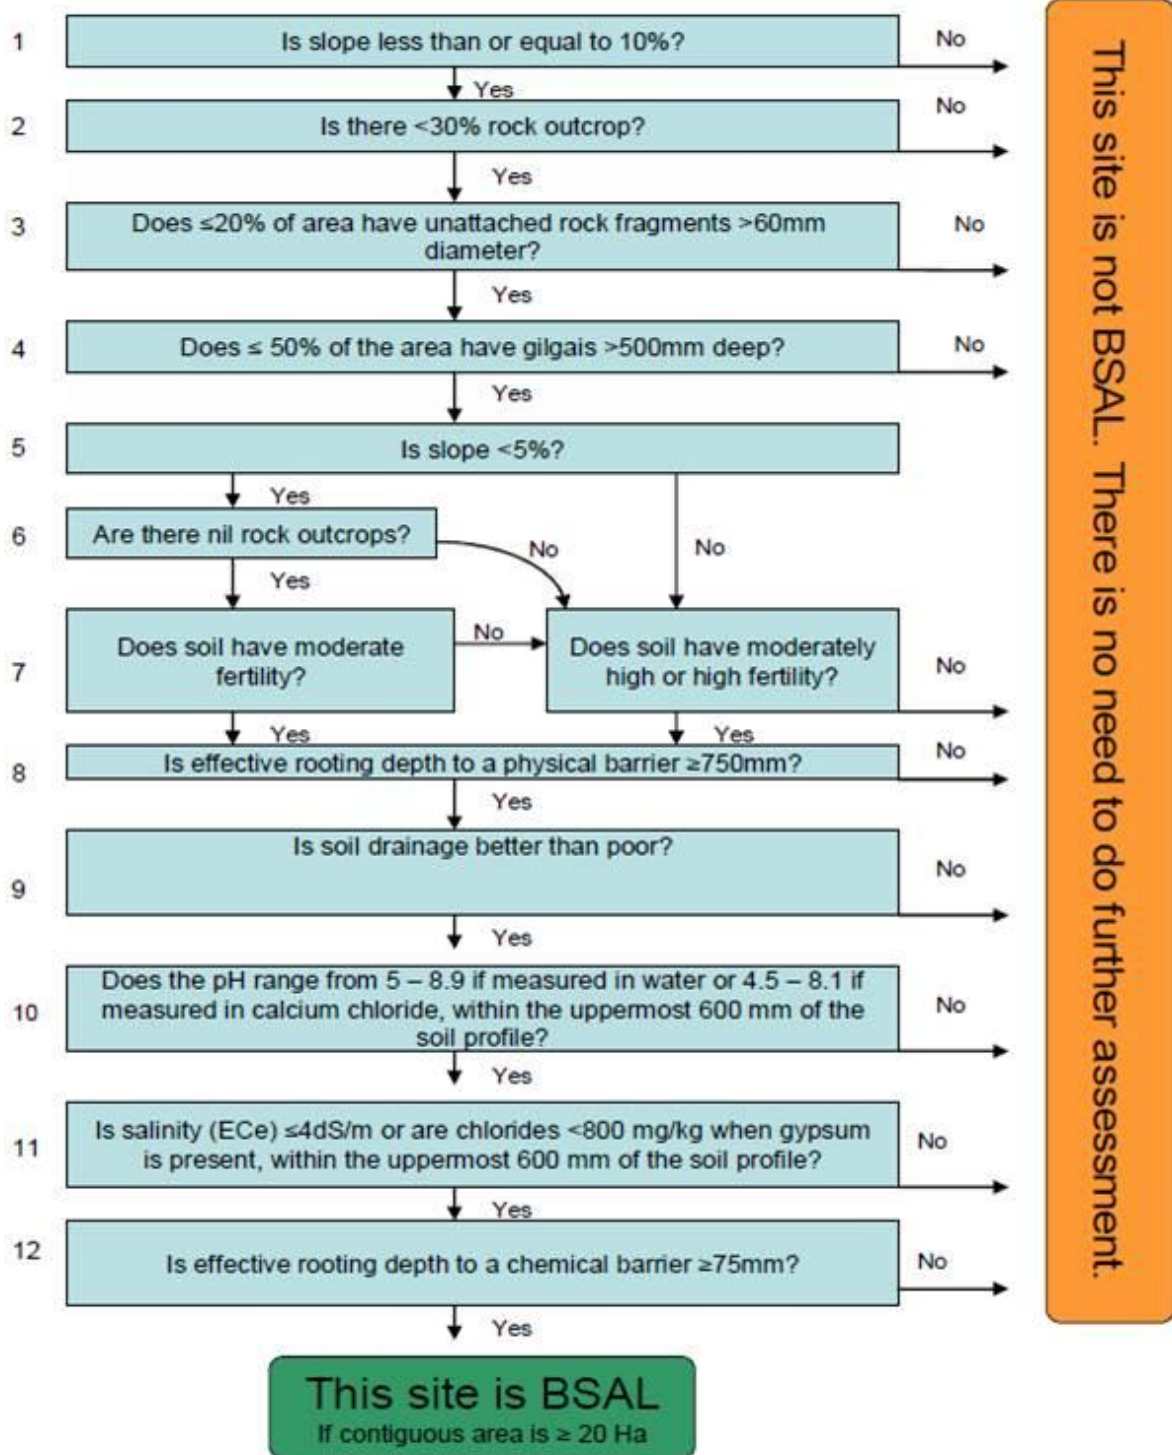 1
Is slope less than or equal to 10%?
No
Yes
2
Is there <30% rock outcrop?
No
Yes
3
Does ≤20% of area have unattached rock fragments >60mm
diameter?
No
Yes
4
Does ≤ 50% of the area have gilgais >500mm deep?
No
Yes
5
Is slope <5%?
Yes
No
6
Are there nil rock outcrops?
No
Yes
7
Does soil have moderate
fertility?
No
Does soil have moderately
high or high fertility?
No
Yes
Yes
8
Is effective rooting depth to a physical barrier ≥750mm?
No
Yes
9
Is soil drainage better than poor?
No
Yes
10
Does the pH range from 5 – 8.9 if measured in water or 4.5 – 8.1 if
measured in calcium chloride, within the uppermost 600 mm of the
soil profile?
No
Yes
11
Is salinity (ECe) ≤4dS/m or are chlorides <800 mg/kg when gypsum
is present, within the uppermost 600 mm of the soil profile?
No
Yes
12
Is effective rooting depth to a chemical barrier ≥75mm?
No
Yes
This site is BSAL
If contiguous area is ≥ 20 Ha
This site is not BSAL. There is no need to do further assessment.